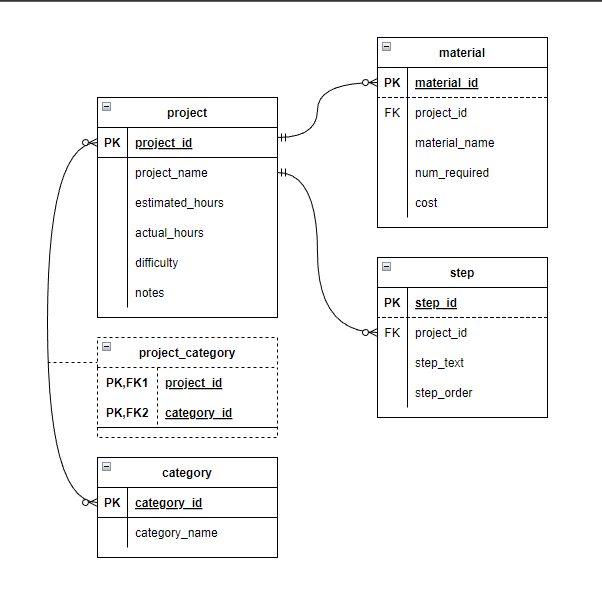 project
PK project_id
project_name
estimated_hours
actual_hours
difficulty
notes
project_category
PK,FK1 project_id
PK,FK2 category_id
category
PK category_id
category_name
material
PK material_id
FK project_id
material_name
num_required
cost
step
PK step_id
FK project_id
step_text
step_order